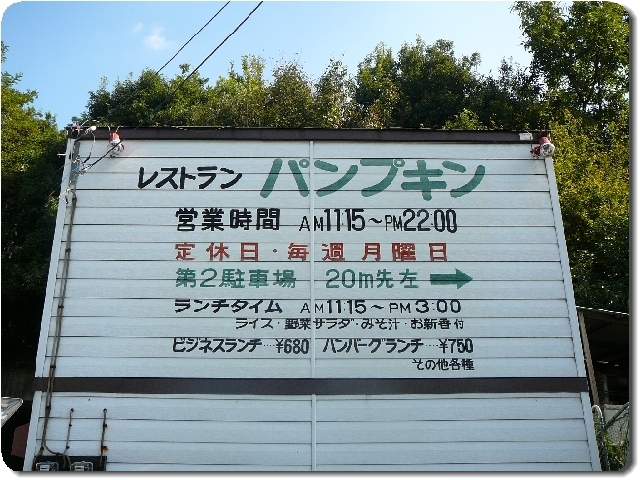 レストラン パンプキン
営業時間 AM11:15～PM22:00
定休日・毎週月曜日
第2駐車場 20m先左→
ランチタイム AM11:15～PM3:00
ライス・野菜サラダ・みそ汁・お新香付
ビジネスランチ…¥680 ハンバーグランチ…¥750
その他各種